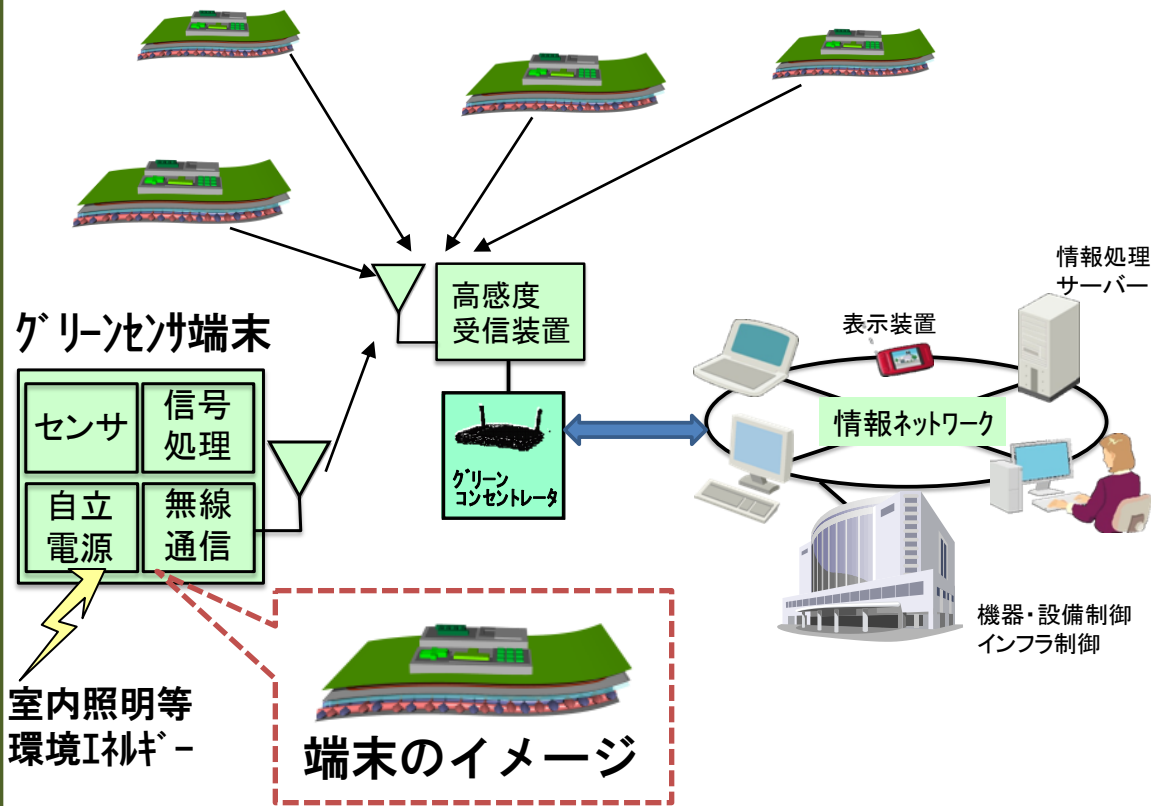 高感度
受信装置
情報処理
サーバー
表示装置
グリーンセンサ端末
センサ
信号
処理
情報ネットワーク
グリーン
コンセントレータ
自立
電源
無線
通信
機器・設備制御
インフラ制御
室内照明等
環境エネルギー
端末のイメージ